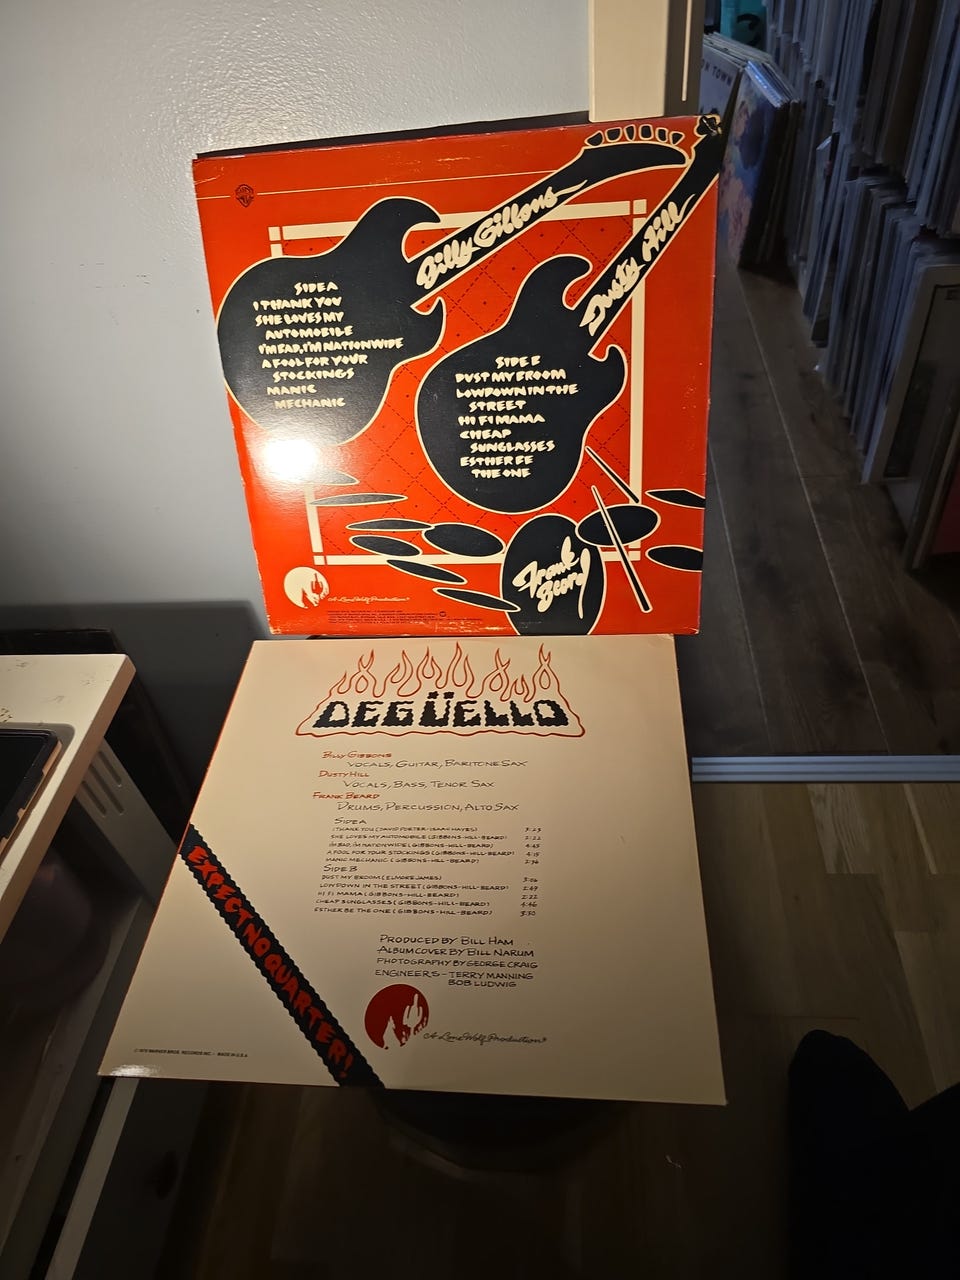 ON TOWN
Billy Gibbons
Dusty Hill
SIDE A
I THANK YOU
SHE LOVES MY
AUTOMOBILE
I'M BAD, I'M NATIONWIDE
A FOOL FOR YOUR
STOCKINGS
MANIC
MECHANIC
SIDE B
DUST MY BROOM
LOWDOWN IN THE
STREET
HI FI MAMA
CHEAP
SUNGLASSES
ESTHER BE
THE ONE
Frank
Beard
A Lone Wolf Production®
DEGÜELLO
BILLY GIBBONS
VOCALS, GUITAR, BARITONE SAX
DUSTY HILL
VOCALS, BASS, TENOR SAX
FRANK BEARD
DRUMS, PERCUSSION, ALTO SAX
SIDE A
I THANK YOU (DAVID PORTER-ISAAC HAYES) 3:23
SHE LOVES MY AUTOMOBILE (GIBBONS-HILL-BEARD) 2:22
I'M BAD, I'M NATIONWIDE (GIBBONS-HILL-BEARD) 4:45
A FOOL FOR YOUR STOCKINGS (GIBBONS-HILL-BEARD) 4:15
MANIC MECHANIC (GIBBONS-HILL-BEARD) 2:36
SIDE B
DUST MY BROOM (ELMORE JAMES) 3:06
LOWDOWN IN THE STREET (GIBBONS-HILL-BEARD) 2:49
HI FI MAMA (GIBBONS-HILL-BEARD) 2:22
CHEAP SUNGLASSES (GIBBONS-HILL-BEARD) 4:46
ESTHER BE THE ONE (GIBBONS-HILL-BEARD) 3:30
EXPECT NO QUARTER!
PRODUCED BY BILL HAM
ALBUM COVER BY BILL NARUM
PHOTOGRAPHY BY GEORGE CRAIG
ENGINEERS - TERRY MANNING
BOB LUDWIG
A Lone Wolf Production®
© 1979 WARNER BROS. RECORDS INC. · MADE IN U.S.A.